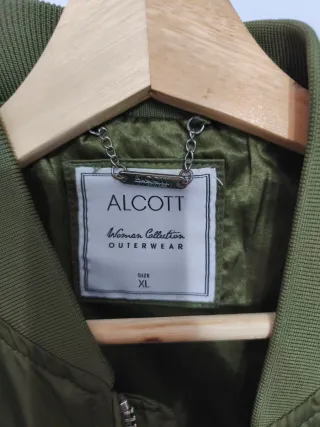 ALCOTT
Woman Collection
OUTERWEAR
SIZE
XL